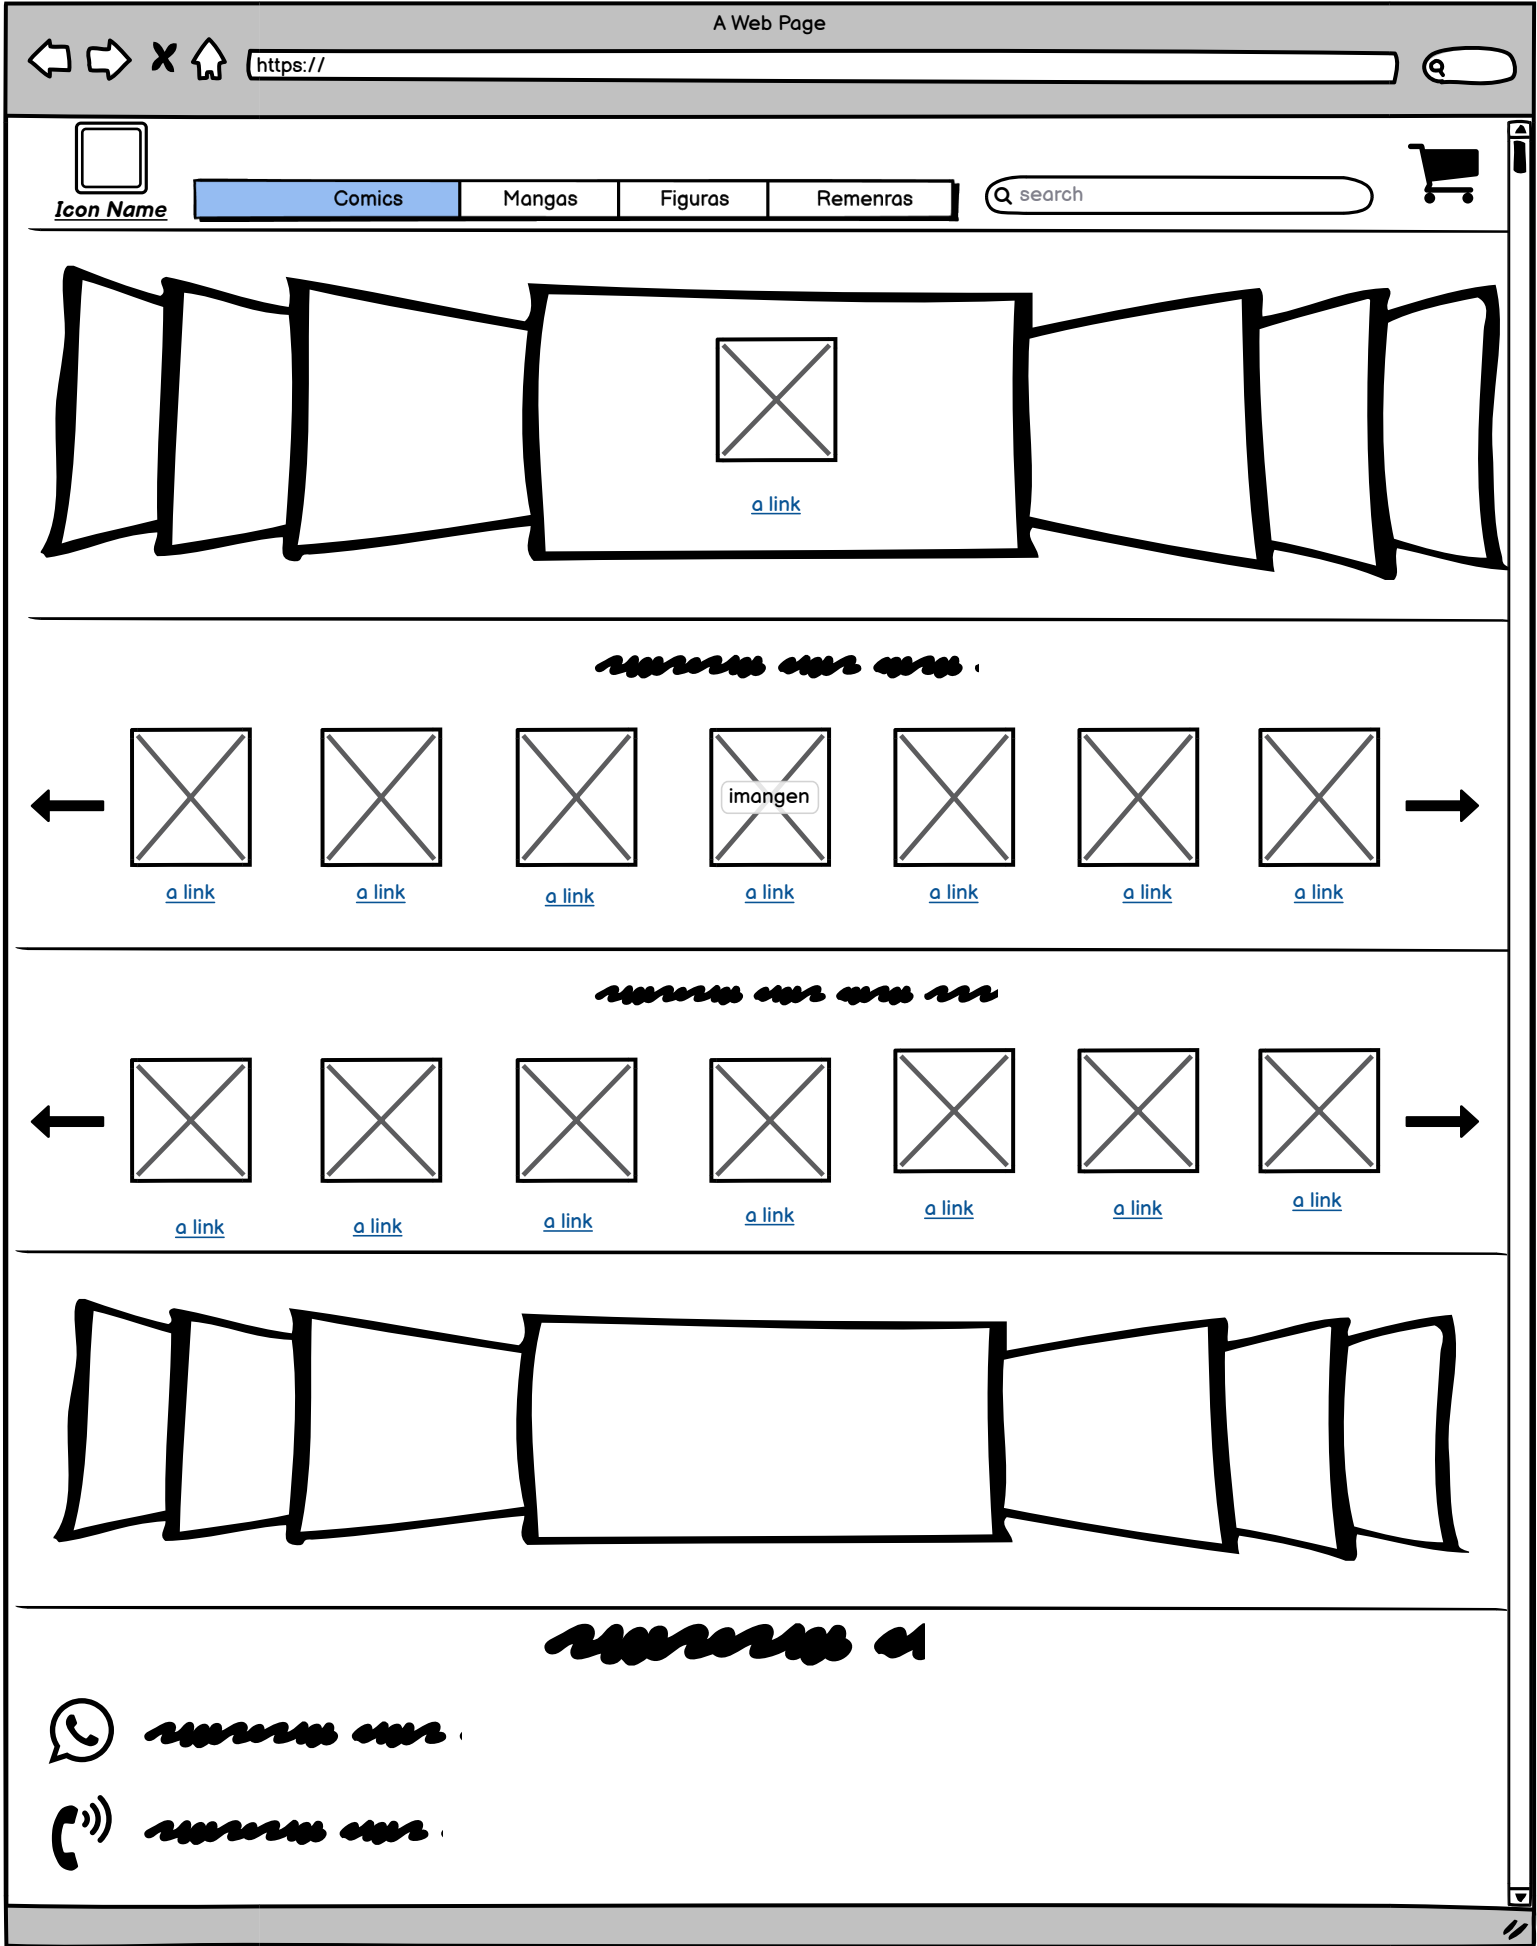 A Web Page
https://
Icon Name
Comics Mangas Figuras Remenras search
a link
imangen
a link a link a link a link a link a link a link
a link a link a link a link a link a link a link